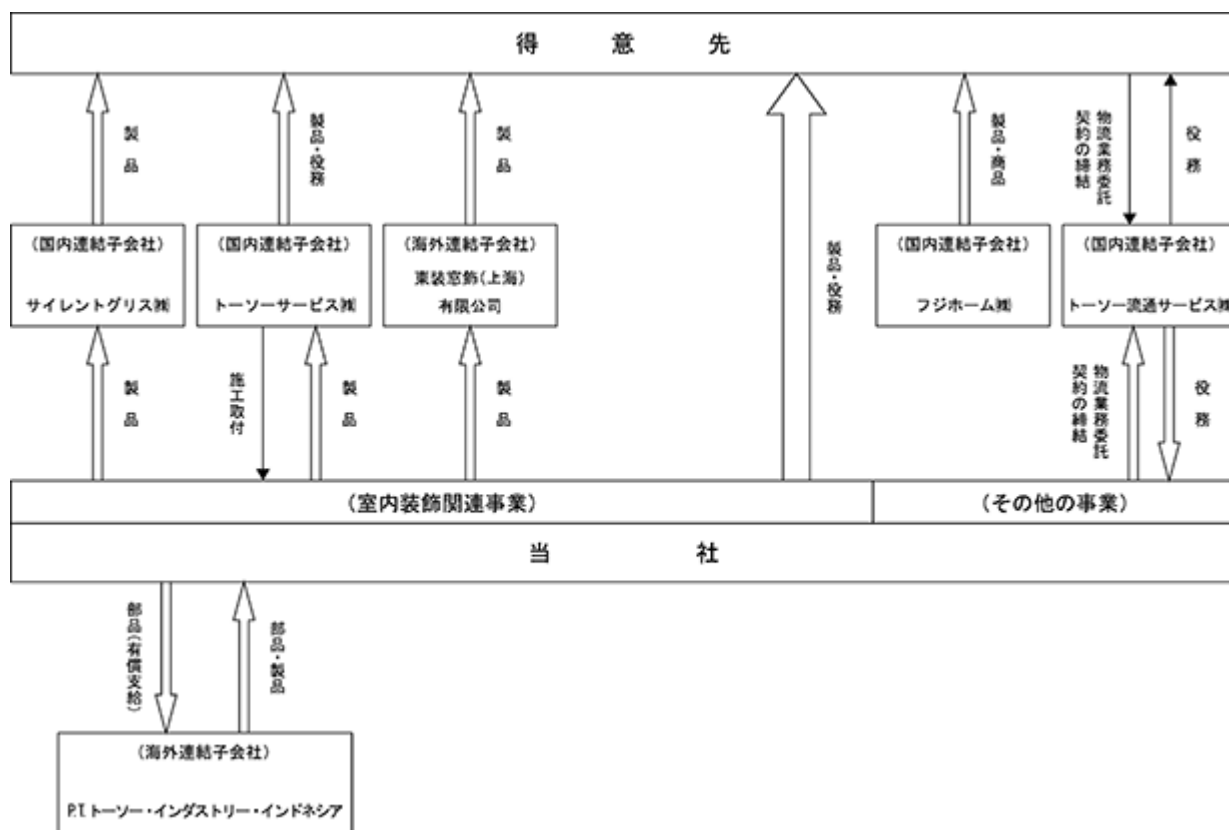 得意先
製品
製品・役務
製品
製品・商品
物流業務委託
契約の締結
役務
(国内連結子会社)
サイレントグリス㈱
(国内連結子会社)
トーソーサービス㈱
(海外連結子会社)
東装窓飾(上海)
有限公司
製品・役務
(国内連結子会社)
フジホーム㈱
(国内連結子会社)
トーソー流通サービス㈱
製品
施工取付
製品
製品
物流業務委託
契約の締結
役務
(室内装飾関連事業)
(その他の事業)
当社
部品(有償支給)
部品・製品
(海外連結子会社)
P.T.トーソー・インダストリー・インドネシア